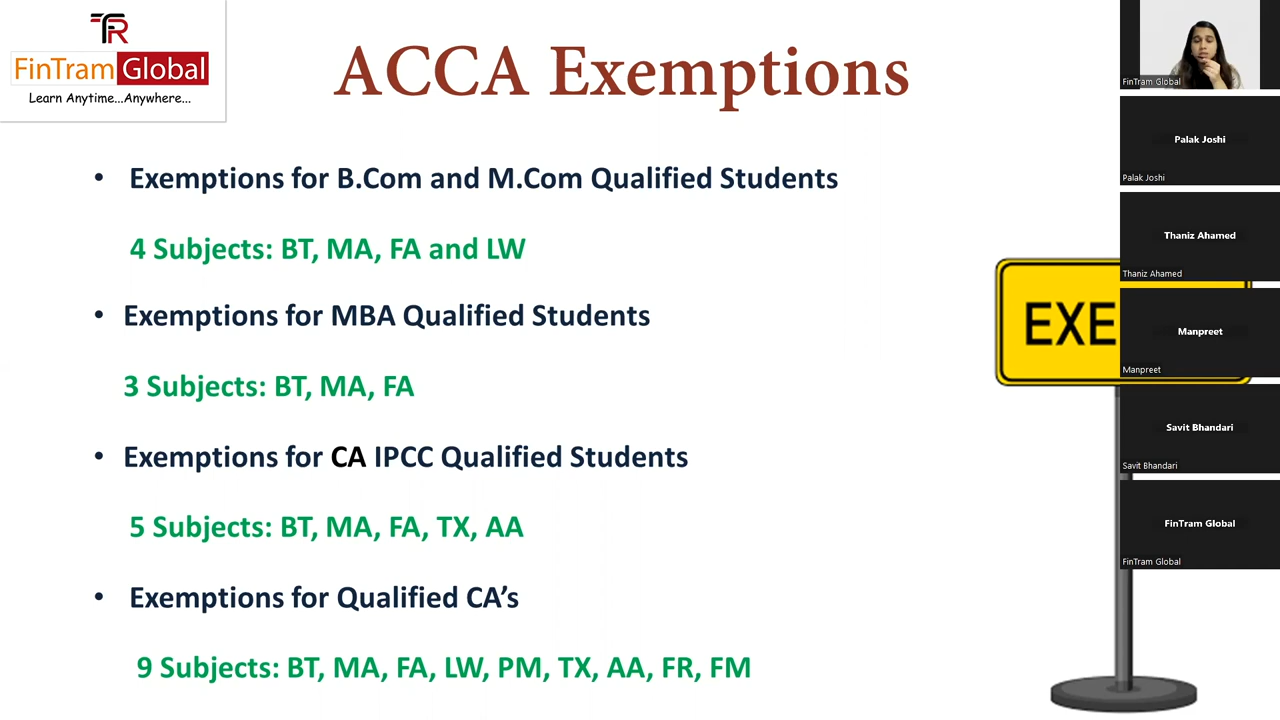 TR
FinTram Global
Learn Anytime...Anywhere...
ACCA Exemptions
• Exemptions for B.Com and M.Com Qualified Students
4 Subjects: BT, MA, FA and LW
• Exemptions for MBA Qualified Students
3 Subjects: BT, MA, FA
• Exemptions for CA IPCC Qualified Students
5 Subjects: BT, MA, FA, TX, AA
• Exemptions for Qualified CA’s
9 Subjects: BT, MA, FA, LW, PM, TX, AA, FR, FM
EXE
FinTram Global
Palak Joshi
Palak Joshi
Thaniz Ahamed
Thaniz Ahamed
Manpreet
Manpreet
Savit Bhandari
Savit Bhandari
FinTram Global
FinTram Global